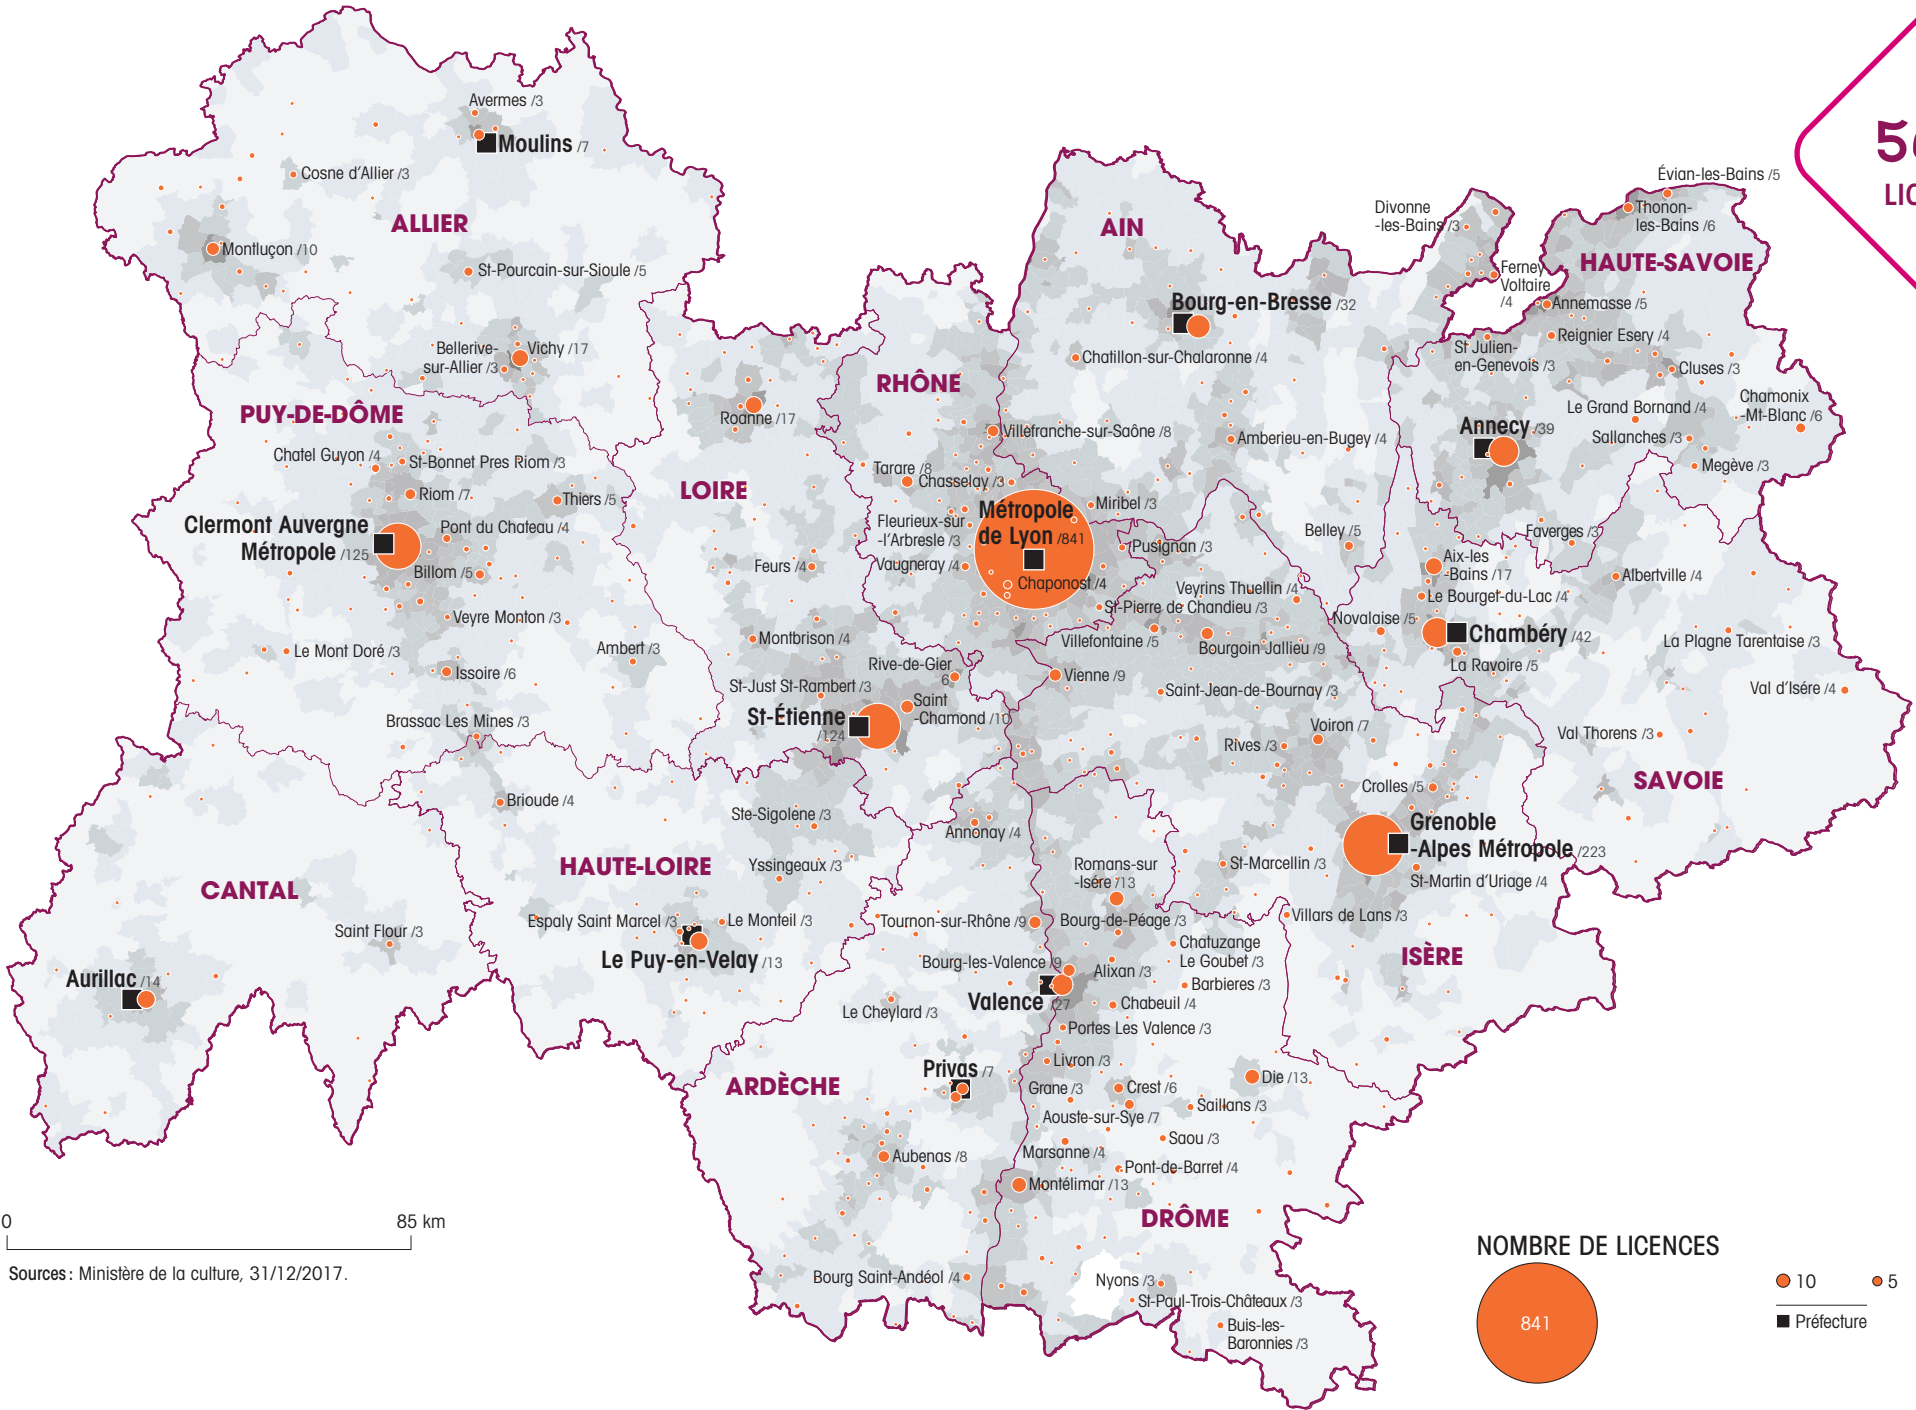 Avermes /3
Moulins /7
Cosne d'Allier /3
ALLIER
Montluçon /10
St-Pourcain-sur-Sioule /5
Bellerive-
sur-Allier /3
Vichy /17
PUY-DE-DÔME
Chatel Guyon /4
St-Bonnet Pres Riom /3
Riom /7
Thiers /5
Clermont Auvergne
Métropole /125
Pont du Chateau /4
Billom /5
Veyre Monton /3
Le Mont Doré /3
Ambert /3
Issoire /6
Brassac Les Mines /3
Roanne /17
LOIRE
Feurs /4
Montbrison /4
Rive-de-Gier
6
St-Just St-Rambert /3
Saint
-Chamond /10
St-Étienne
/124
RHÔNE
Villefranche-sur-Saône /8
Tarare /8
Chasselay /3
Fleurieux-sur
-l'Arbresle /3
Vaugneray /4
Métropole
de Lyon /841
Chaponost /4
AIN
Bourg-en-Bresse /32
Chatillon-sur-Chalaronne /4
Amberieu-en-Bugey /4
Miribel /3
Pusignan /3
Belley /5
Divonne
-les-Bains /3
Ferney
Voltaire
/4
Évian-les-Bains /5
Thonon-
les-Bains /6
HAUTE-SAVOIE
Annemasse /5
Reignier Esery /4
St Julien-
en-Genevois /3
Cluses /3
Chamonix
-Mt-Blanc /6
Le Grand Bornand /4
Annecy /39
Sallanches /3
Megève /3
Faverges /3
Aix-les
-Bains /17
Albertville /4
Le Bourget-du-Lac /4
Novalaise /5
Chambéry /42
La Ravoire /5
La Plagne Tarentaise /3
Val d'Isére /4
Val Thorens /3
SAVOIE
Veyrins Thuellin /4
St-Pierre de Chandieu /3
Villefontaine /5
Bourgoin Jallieu /9
Vienne /9
Saint-Jean-de-Bournay /3
Voiron /7
Rives /3
Crolles /5
Grenoble
-Alpes Métropole /223
St-Martin d'Uriage /4
St-Marcellin /3
Villars de Lans /3
ISÈRE
Brioude /4
Ste-Sigolene /3
Yssingeaux /3
HAUTE-LOIRE
Espaly Saint Marcel /3
Le Monteil /3
Le Puy-en-Velay /13
CANTAL
Saint Flour /3
Aurillac /14
Annonay /4
Tournon-sur-Rhône /9
Le Cheylard /3
Privas /7
ARDÈCHE
Aubenas /8
Bourg Saint-Andéol /4
Romans-sur
-Isére /13
Bourg-de-Péage /3
Chatuzange
Le Goubet /3
Bourg-les-Valence /9
Alixan /3
Barbieres /3
Valence /27
Chabeuil /4
Portes Les Valence /3
Livron /3
Grane /3
Crest /6
Die /13
Aouste-sur-Sye /7
Saillans /3
Saou /3
Marsanne /4
Pont-de-Barret /4
Montélimar /13
DRÔME
Nyons /3
St-Paul-Trois-Châteaux /3
Buis-les-
Baronnies /3
0 85 km
Sources : Ministère de la culture, 31/12/2017.
NOMBRE DE LICENCES
841
10
5
Préfecture